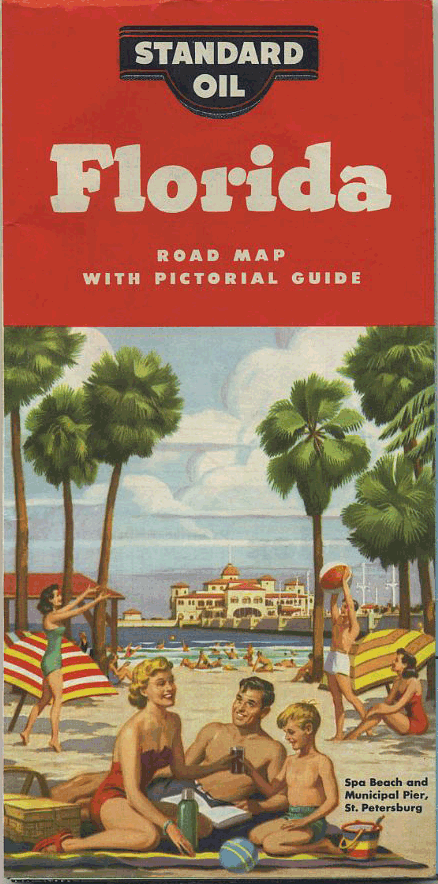 STANDARD
OIL
Florida
ROAD MAP
WITH PICTORIAL GUIDE
Spa Beach and
Municipal Pier,
St. Petersburg